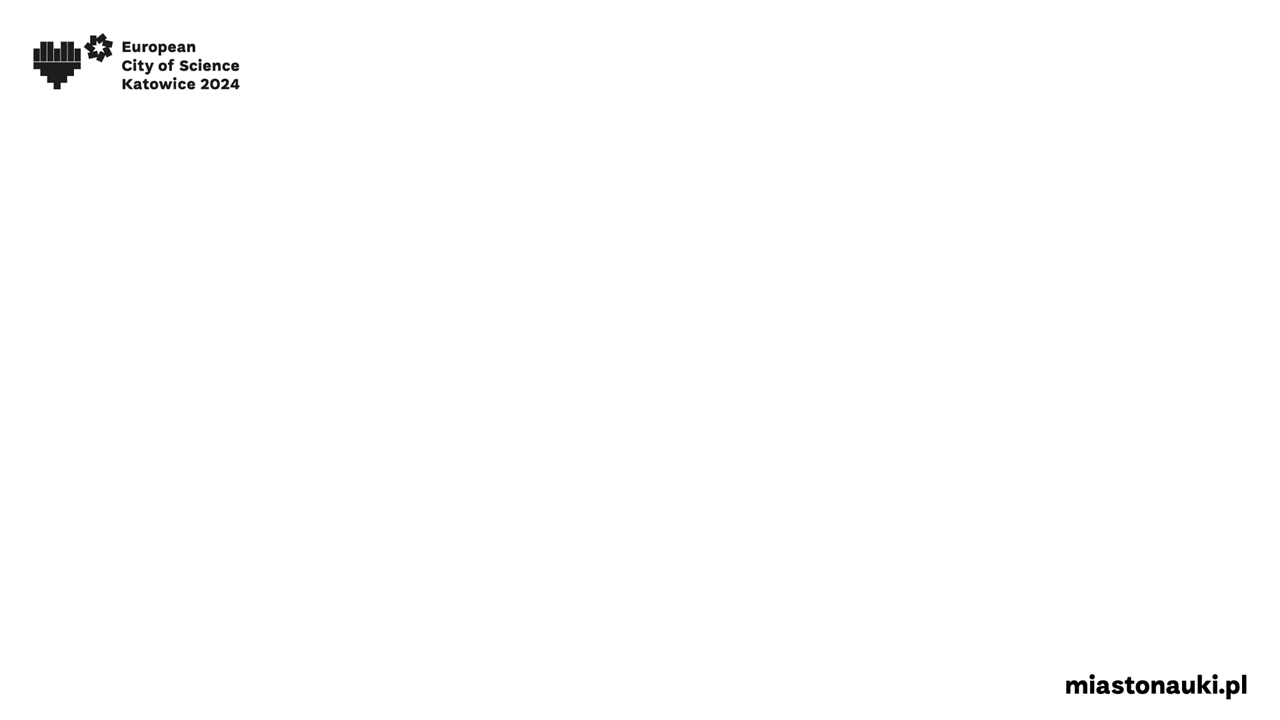 European
City of Science
Katowice 2024
miastonauki.pl